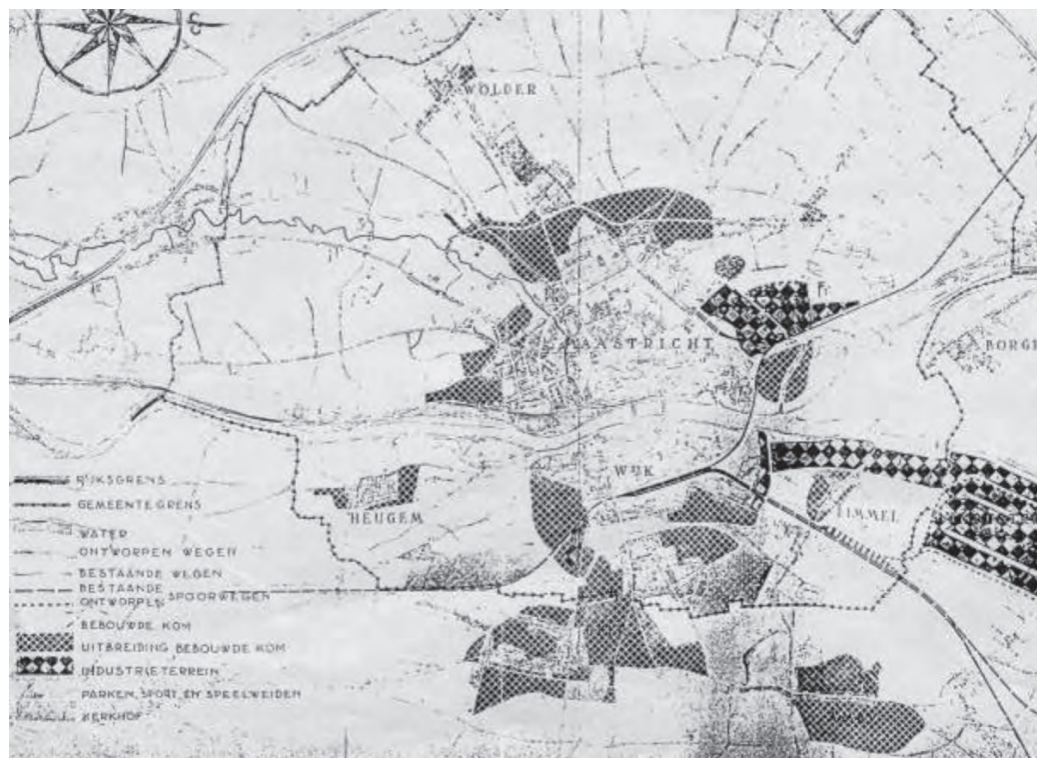 WOLDER
MAASTRICHT
BORGH
WIJK
HEUGEM
LIMMEL
RIJKSGRENS
GEMEENTEGRENS
WATER
ONTWORPEN WEGEN
BESTAANDE WEGEN
BESTAANDE
ONTWORPEN SPOORWEGEN
BEBOUWDE KOM
UITBREIDING BEBOUWDE KOM
INDUSTRIETERREIN
PARKEN, SPORT, EN SPEELWEIDEN
KERKHOF